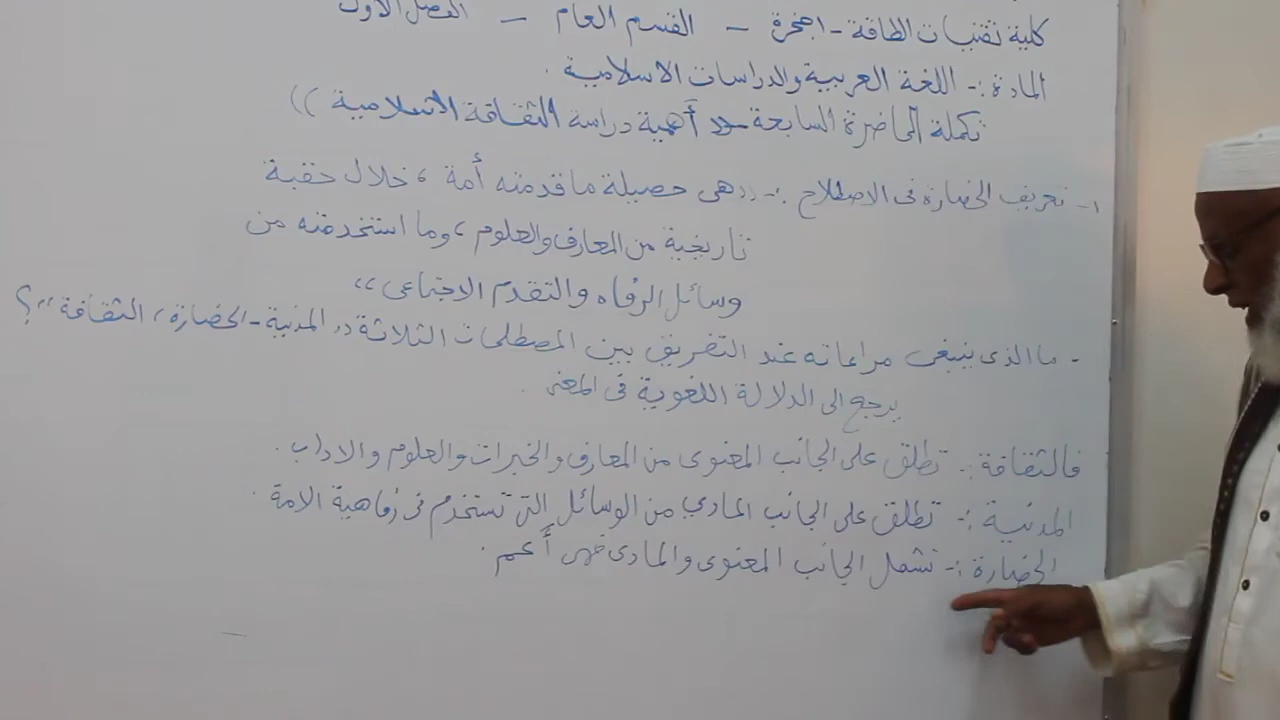 كلية تقنيات الطاقة - اجخرة - القسم العام - الفصل الأول
المادة :- اللغة العربية والدراسات الاسلامية .
تكملة المحاضرة السابعة أهمية دراسة الثقافة الاسلامية ))
١- تعريف الحضارة فى الاصطلاح :- ((هى حصيلة ما قدمته أمة ، خلال حقبة
تاريخية من المعارف والعلوم ، وما استخدمته من
وسائل الرفاه والتقدم الاجتماعى ،،
- ما الذى ينبغى مراعاته عند التفريق بين المصطلحات الثلاثة ,, المدنية - الحضارة ، الثقافة ،، ؟
يرجع الى الدلالة اللغوية فى المعنى .
فالثقافة :- تطلق على الجانب المعنوى من المعارف والخبرات والعلوم والاداب .
المدنية :- تطلق على الجانب المادي من الوسائل التى تستخدم فى رفاهية الامة .
الحضارة :- تشمل الجانب المعنوى والمادى فهى أعم .